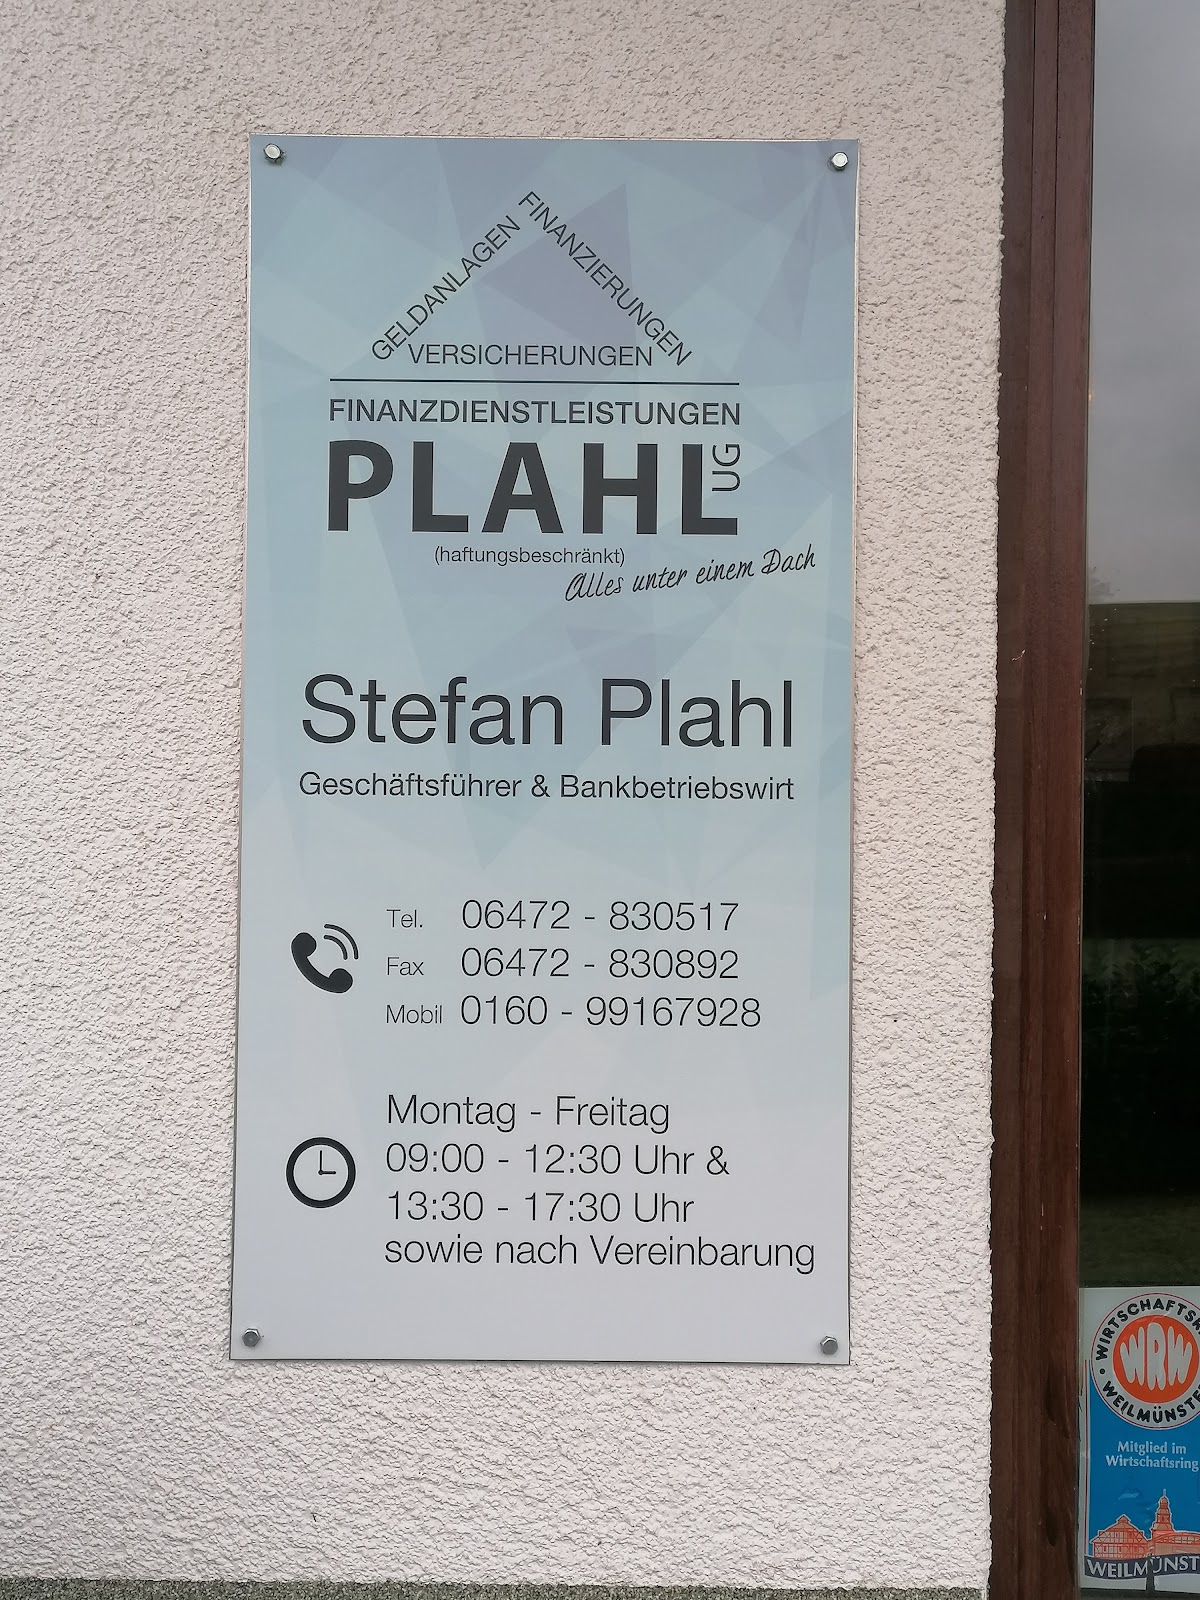 GELDANLAGEN
FINANZIERUNGEN
VERSICHERUNGEN
FINANZDIENSTLEISTUNGEN
PLAHL UG
(haftungsbeschränkt)
Alles unter einem Dach
Stefan Plahl
Geschäftsführer & Bankbetriebswirt
Tel. 06472 - 830517
Fax 06472 - 830892
Mobil 0160 - 99167928
Montag - Freitag
09:00 - 12:30 Uhr &
13:30 - 17:30 Uhr
sowie nach Vereinbarung
WRW
Mitglied im
Wirtschaftsring